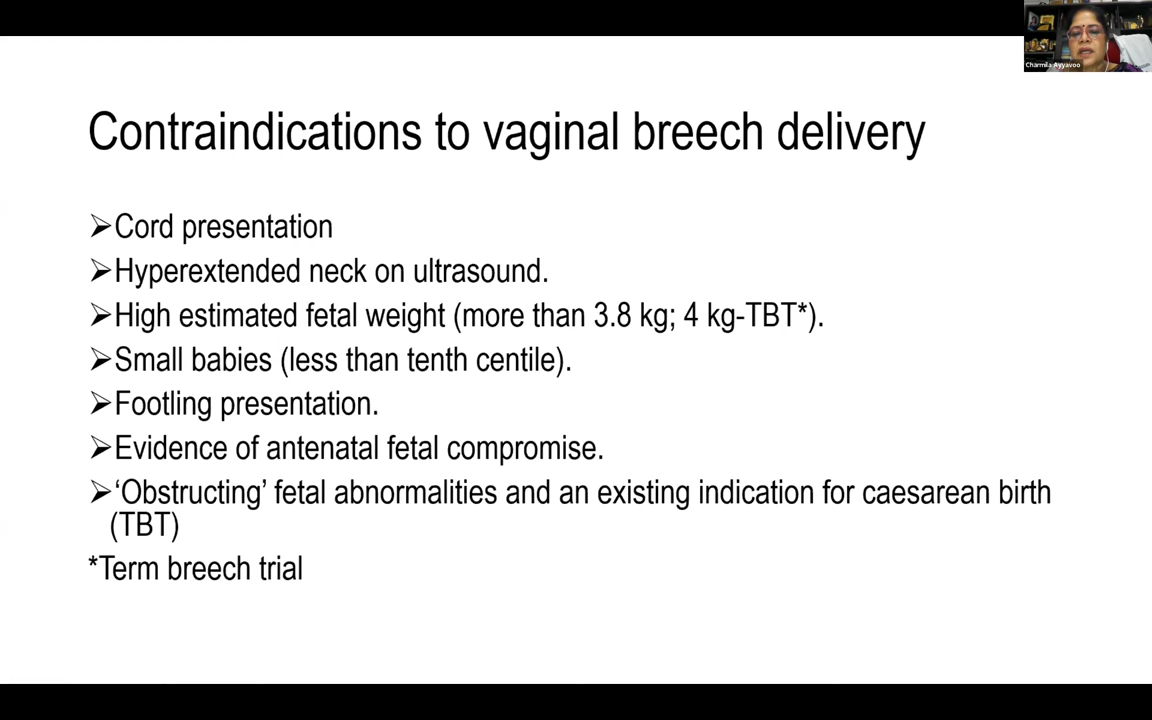 Charmila Ayyavoo
Contraindications to vaginal breech delivery
➢Cord presentation
➢Hyperextended neck on ultrasound.
➢High estimated fetal weight (more than 3.8 kg; 4 kg-TBT*).
➢Small babies (less than tenth centile).
➢Footling presentation.
➢Evidence of antenatal fetal compromise.
➢‘Obstructing’ fetal abnormalities and an existing indication for caesarean birth
(TBT)
*Term breech trial